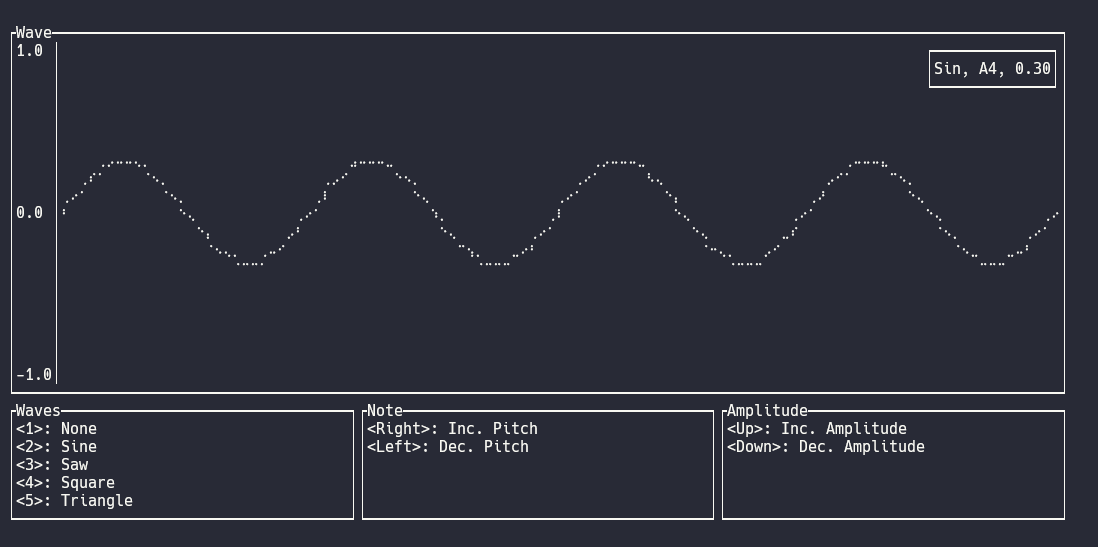 Wave
1.0
Sin, A4, 0.30
0.0
-1.0
Waves
<1>: None
<2>: Sine
<3>: Saw
<4>: Square
<5>: Triangle
Note
<Right>: Inc. Pitch
<Left>: Dec. Pitch
Amplitude
<Up>: Inc. Amplitude
<Down>: Dec. Amplitude